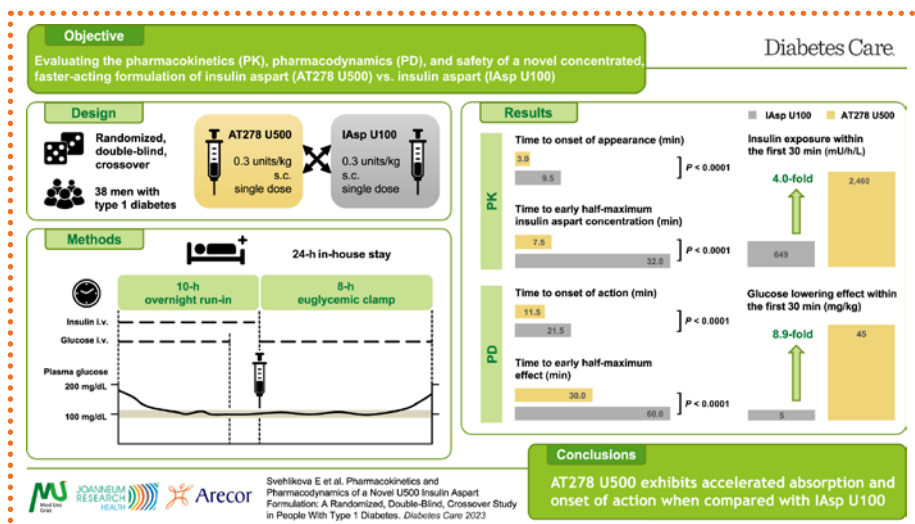 Objective
Evaluating the pharmacokinetics (PK), pharmacodynamics (PD), and safety of a novel concentrated,
faster-acting formulation of insulin aspart (AT278 U500) vs. insulin aspart (IAsp U100)
Diabetes Care.
Design
Randomized,
double-blind,
crossover
38 men with
type 1 diabetes
AT278 U500
0.3 units/kg
s.c.
single dose
IAsp U100
0.3 units/kg
s.c.
single dose
Methods
24-h in-house stay
10-h
overnight run-in
8-h
euglycemic clamp
Insulin i.v.
Glucose i.v.
Plasma glucose
200 mg/dL
100 mg/dL
Results
IAsp U100
AT278 U500
PK
Time to onset of appearance (min)
3.0
9.5
P < 0.0001
Time to early half-maximum
insulin aspart concentration (min)
7.5
32.0
P < 0.0001
Insulin exposure within
the first 30 min (mU/h/L)
4.0-fold
649
2,460
PD
Time to onset of action (min)
11.5
21.5
P < 0.0001
Time to early half-maximum
effect (min)
30.0
60.0
P < 0.0001
Glucose lowering effect within
the first 30 min (mg/kg)
8.9-fold
5
45
Conclusions
AT278 U500 exhibits accelerated absorption and
onset of action when compared with IAsp U100
Med Uni
Graz
JOANNEUM
RESEARCH
HEALTH
Arecor
Svehlikova E et al. Pharmacokinetics and
Pharmacodynamics of a Novel U500 Insulin Aspart
Formulation: A Randomized, Double-Blind, Crossover Study
in People With Type 1 Diabetes. Diabetes Care 2023